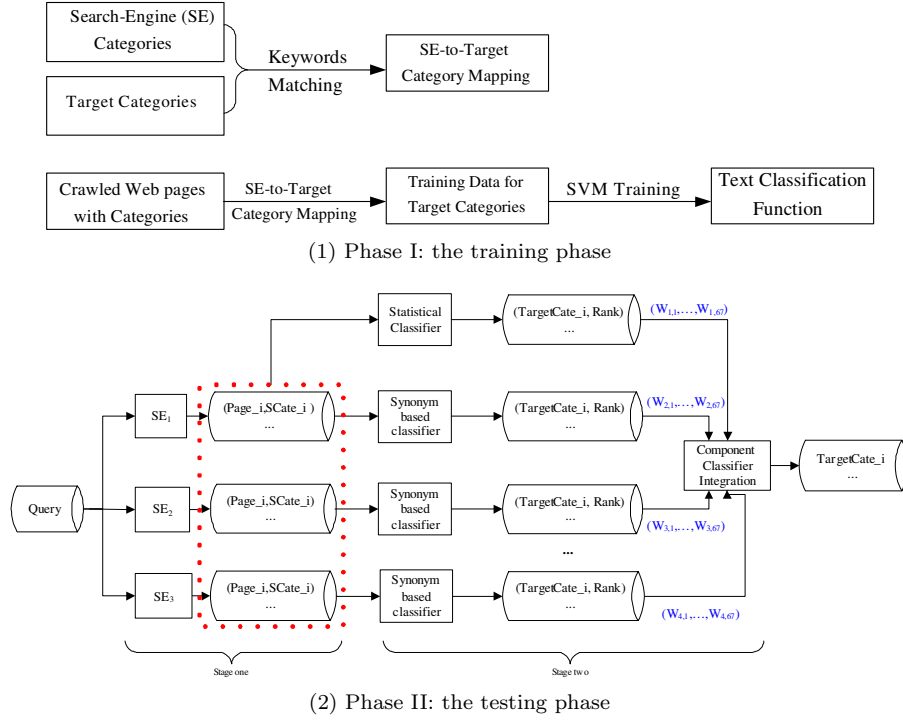 Search-Engine (SE)
Categories
Target Categories
Keywords
Matching
SE-to-Target
Category Mapping
Crawled Web pages
with Categories
SE-to-Target
Category Mapping
Training Data for
Target Categories
SVM Training
Text Classification
Function
(1) Phase I: the training phase
Statistical
Classifier
(TargetCate_i, Rank)
...
(W1,1,…,W1,67)
SE1
(Page_i,SCate_i )
...
Synonym
based
classifier
(TargetCate_i, Rank)
...
(W2,1,…,W2,67)
Query
SE2
(Page_i,SCate_i)
...
Synonym
based
classifier
(TargetCate_i, Rank)
...
(W3,1,…,W3,67)
Component
Classifier
Integration
TargetCate_i
...
...
SE3
(Page_i,SCate_i)
...
Synonym
based
classifier
(TargetCate_i, Rank)
...
(W4,1,…,W4,67)
Stage one
Stage two
(2) Phase II: the testing phase